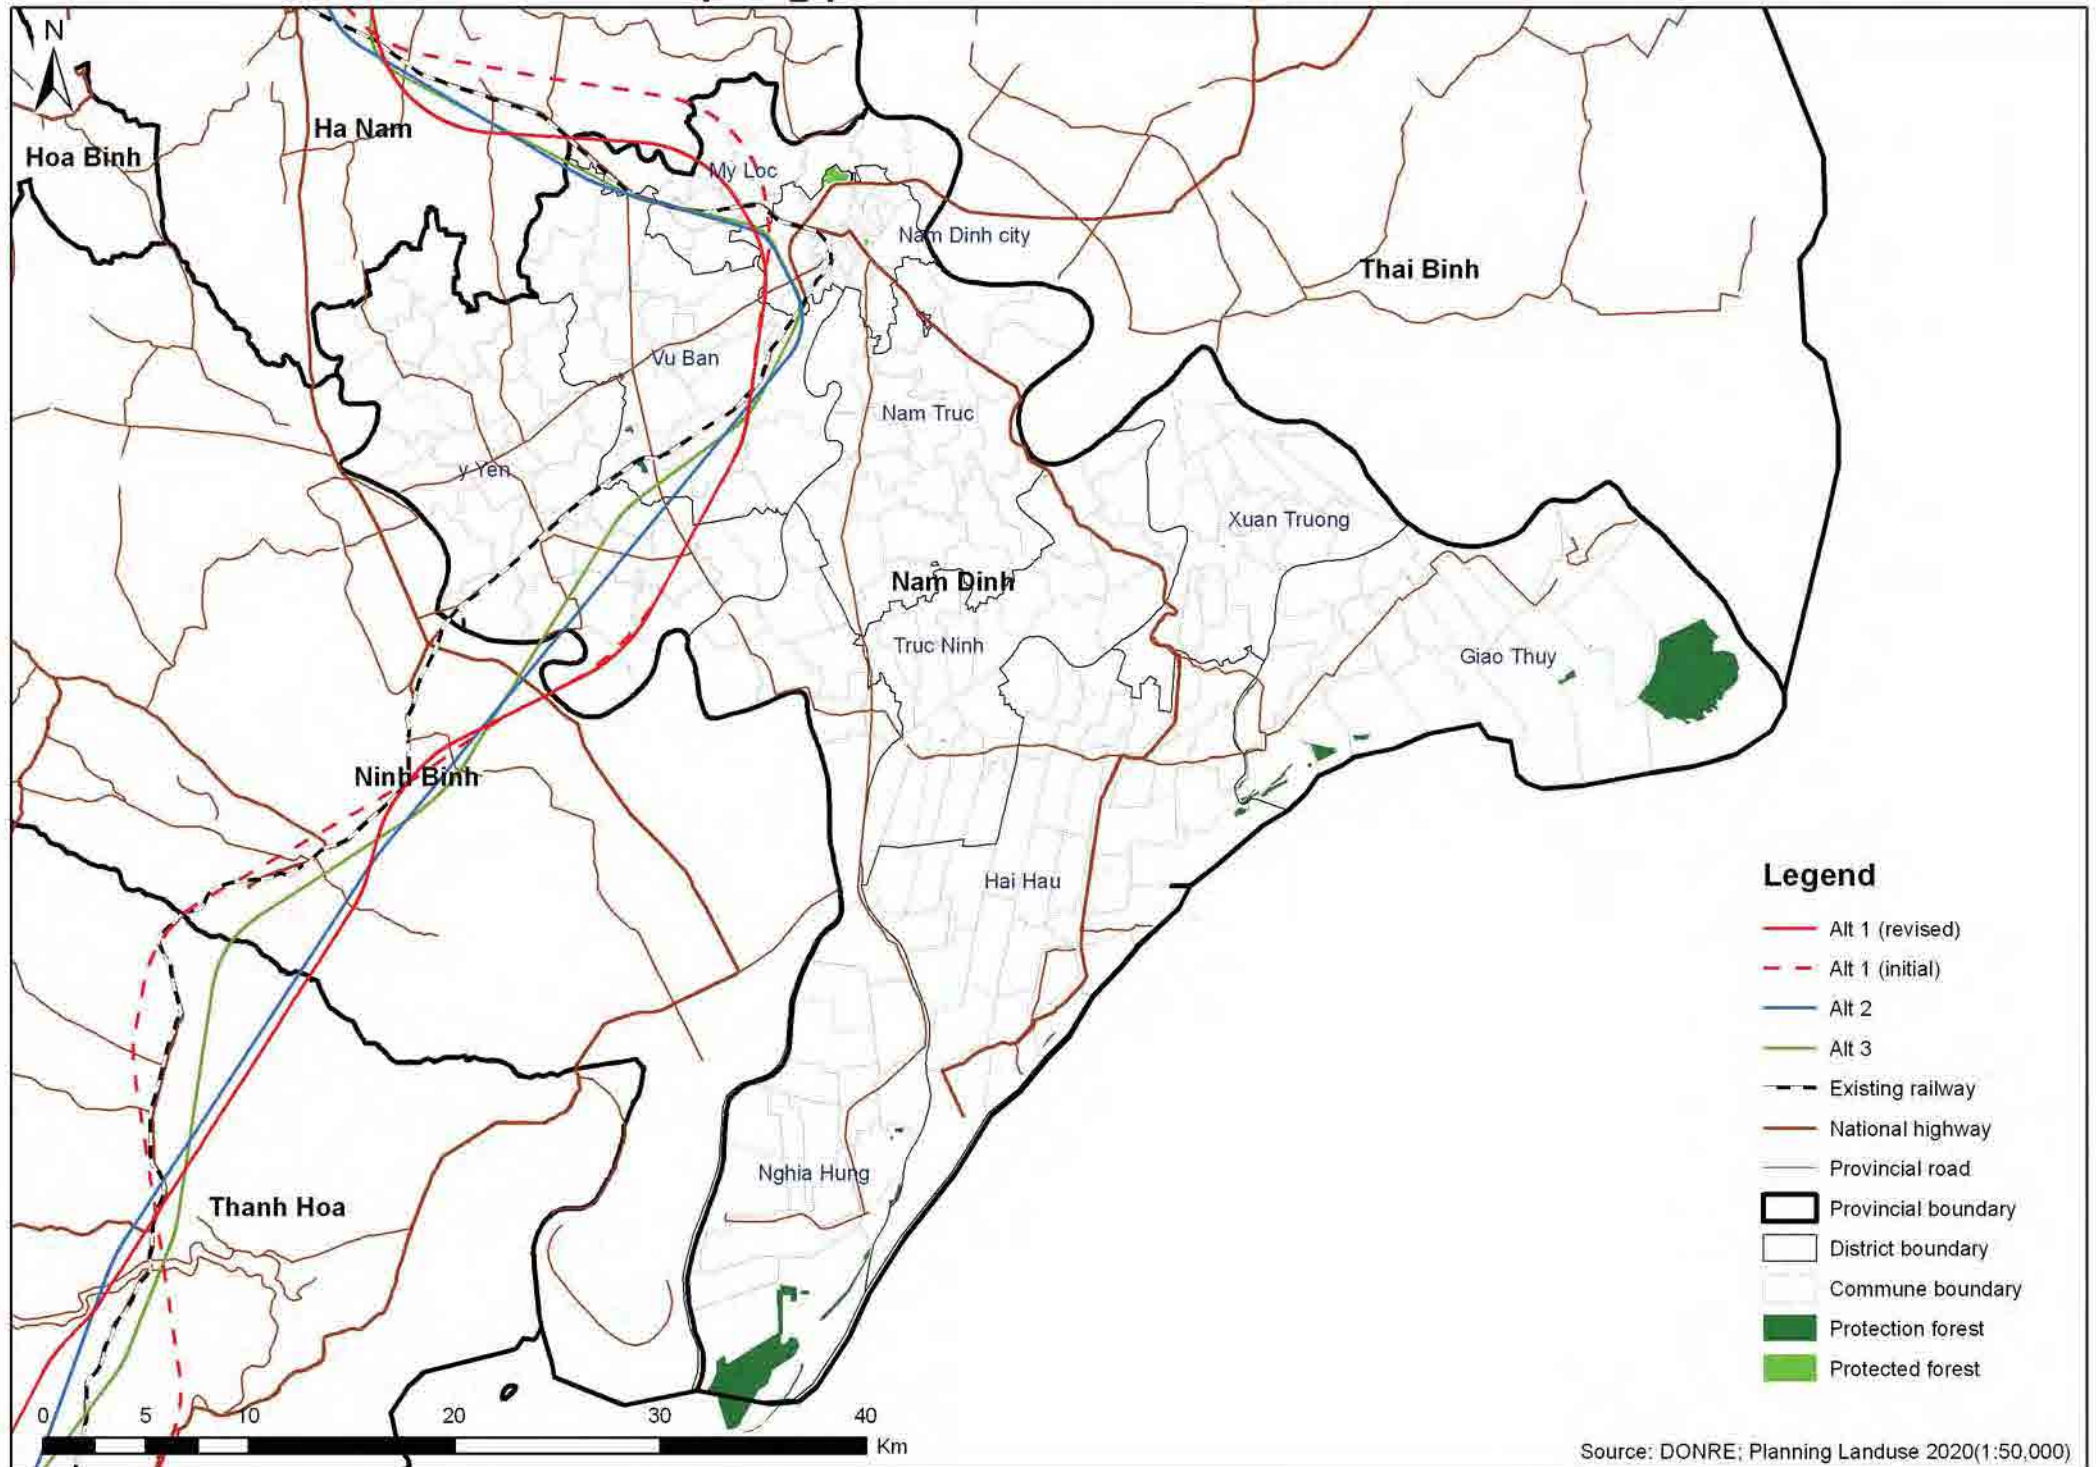 N
Ha Nam
Hoa Binh
My Loc
Nam Dinh city
Thai Binh
Vu Ban
Nam Truc
y Yen
Xuan Truong
Nam Dinh
Truc Ninh
Giao Thuy
Ninh Binh
Hai Hau
Nghia Hung
Thanh Hoa
Legend
Alt 1 (revised)
Alt 1 (initial)
Alt 2
Alt 3
Existing railway
National highway
Provincial road
Provincial boundary
District boundary
Commune boundary
Protection forest
Protected forest
0 5 10 20 30 40
Km
Source: DONRE; Planning Landuse 2020(1:50,000)